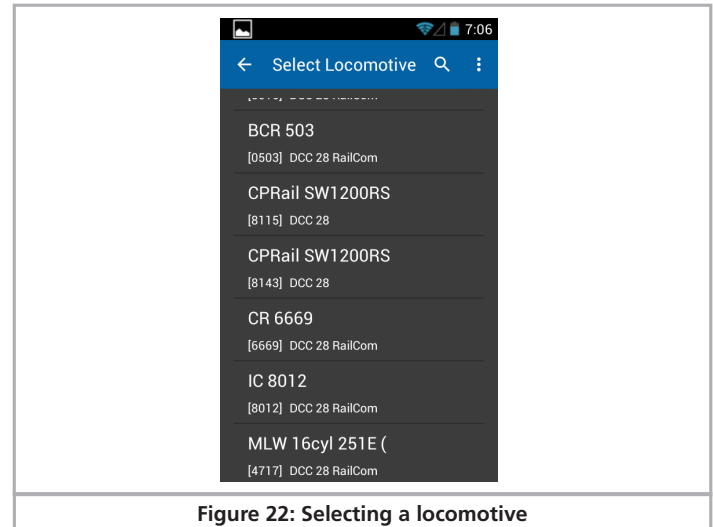 7:06
Select Locomotive
BCR 503
[0503] DCC 28 RailCom
CPRail SW1200RS
[8115] DCC 28
CPRail SW1200RS
[8143] DCC 28
CR 6669
[6669] DCC 28 RailCom
IC 8012
[8012] DCC 28 RailCom
MLW 16cyl 251E (
[4717] DCC 28 RailCom
Figure 22: Selecting a locomotive